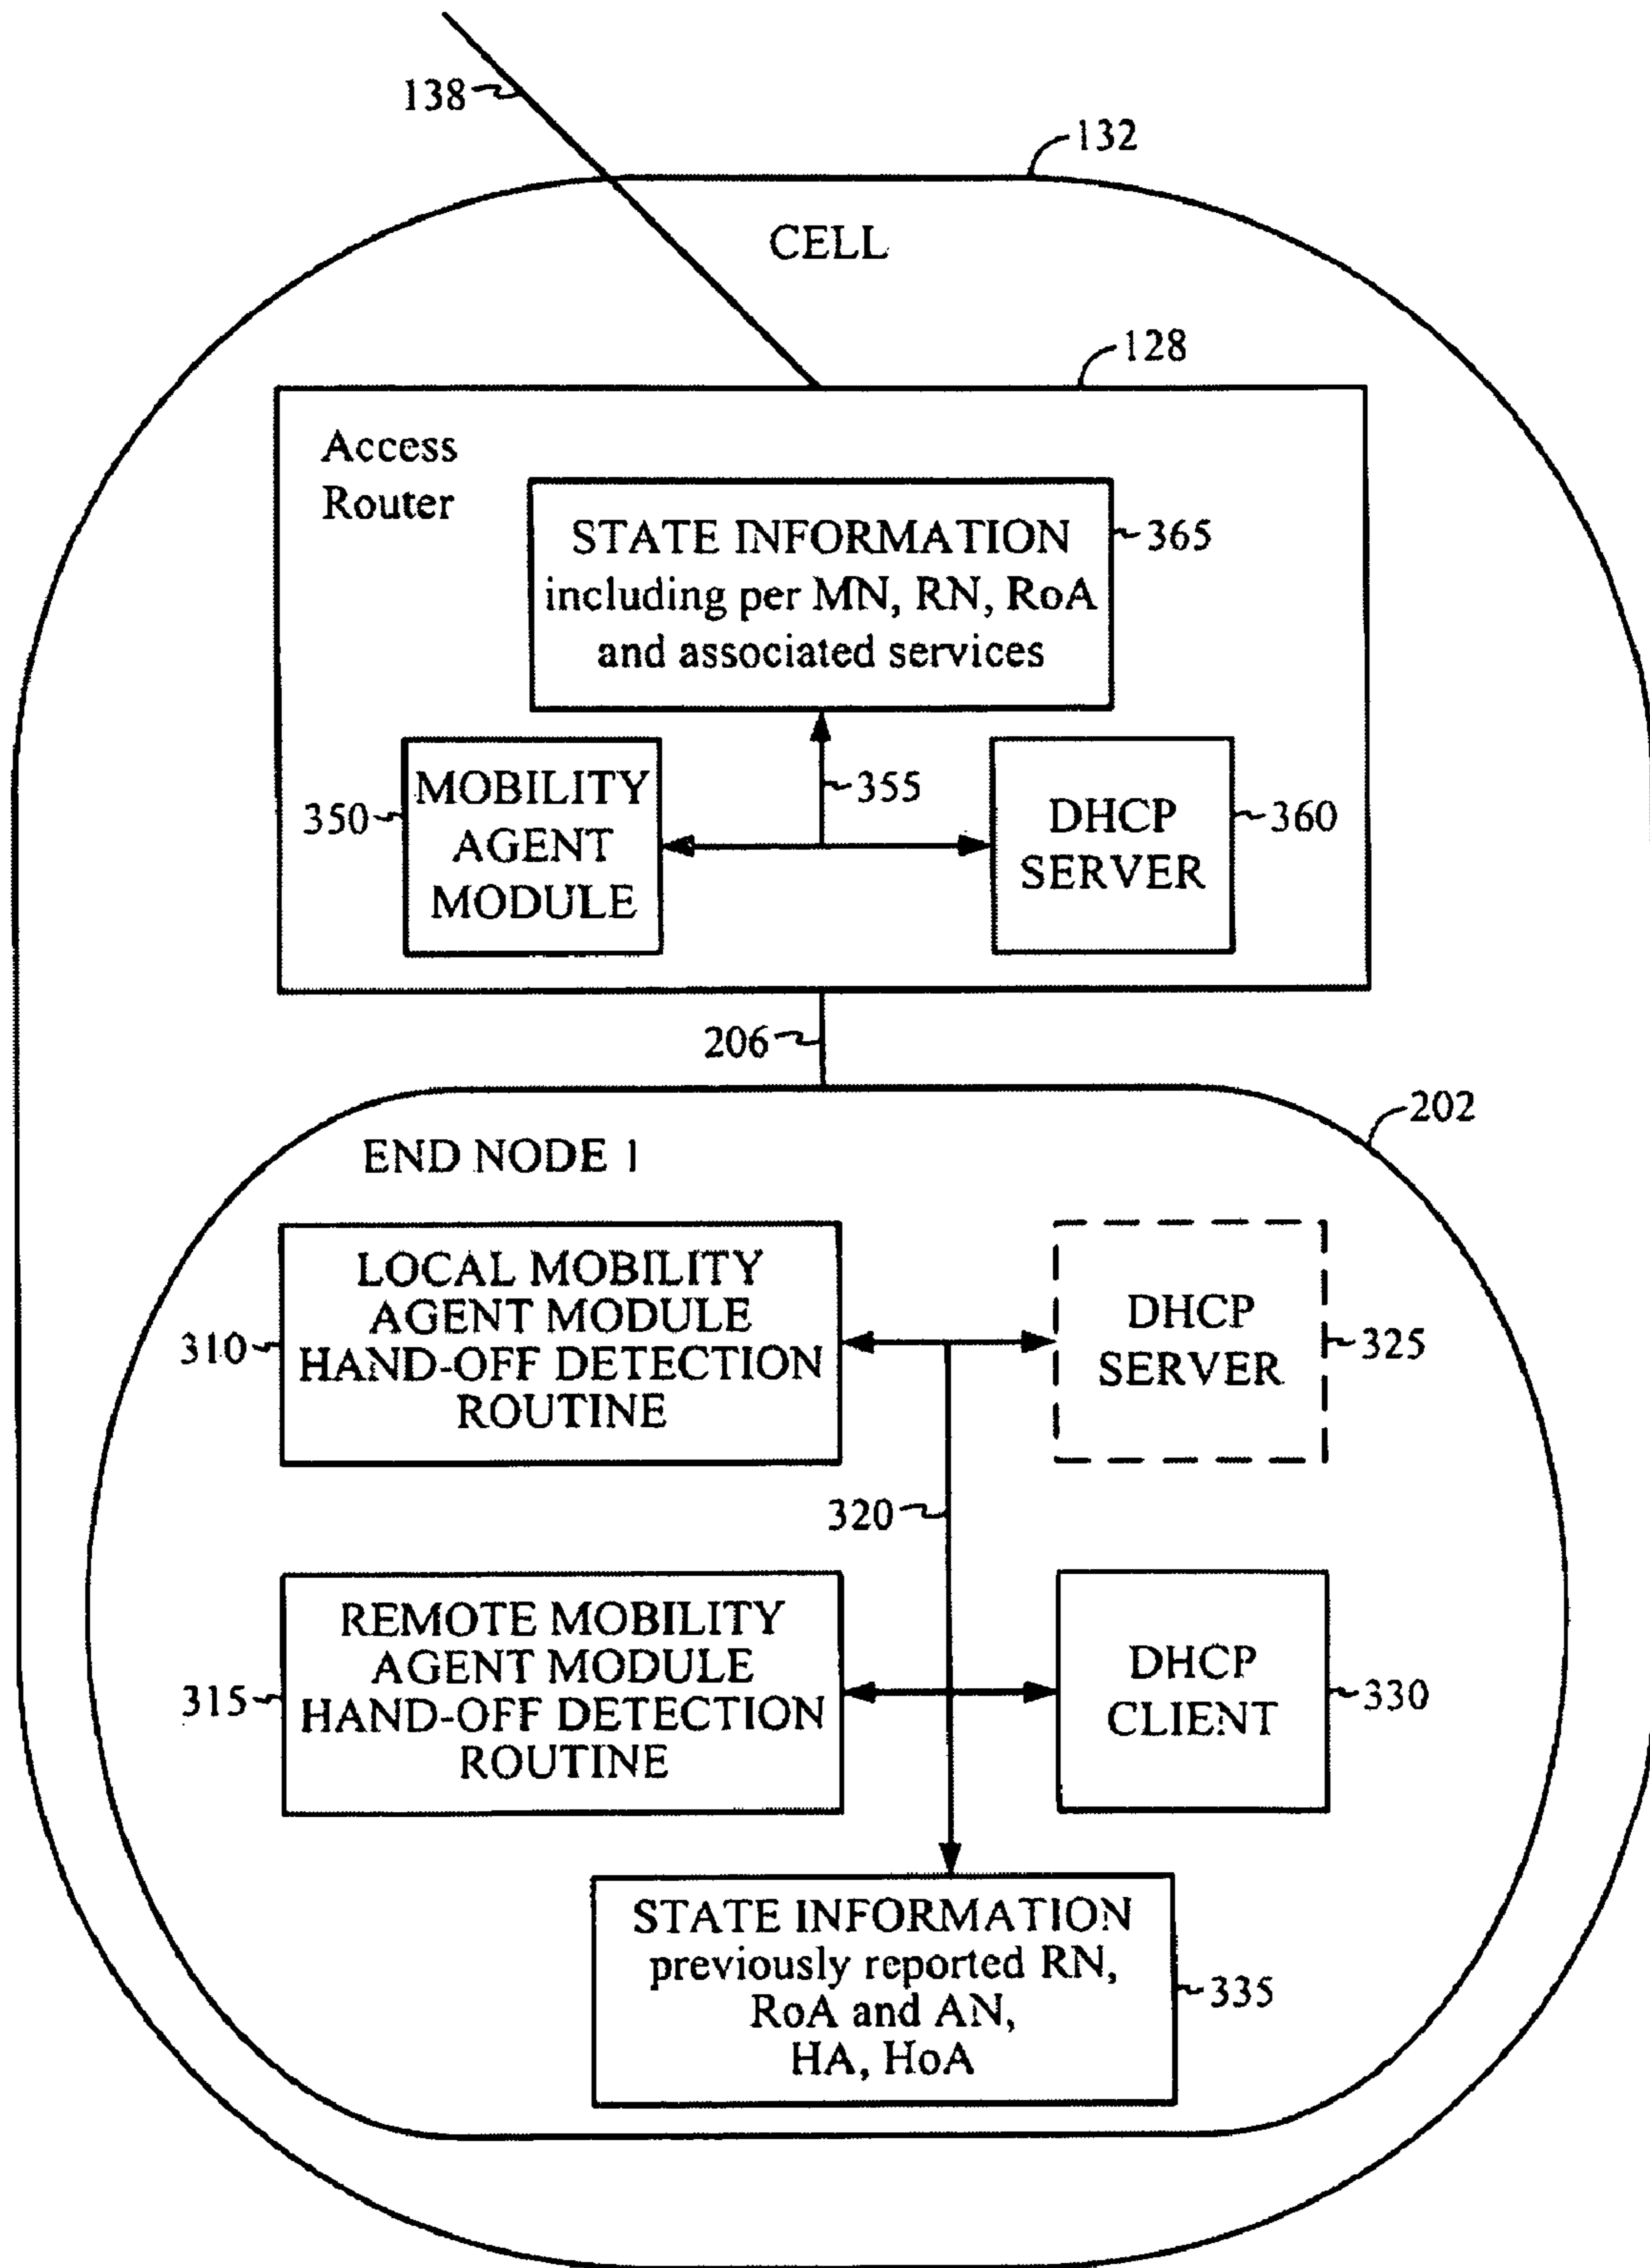 138
132
CELL
128
Access
Router
STATE INFORMATION
including per MN, RN, RoA
and associated services
365
MOBILITY
AGENT
MODULE
350
355
DHCP
SERVER
360
206
202
END NODE 1
LOCAL MOBILITY
AGENT MODULE
HAND-OFF DETECTION
ROUTINE
310
DHCP
SERVER
325
320
REMOTE MOBILITY
AGENT MODULE
HAND-OFF DETECTION
ROUTINE
315
DHCP
CLIENT
330
STATE INFORMATION
previously reported RN,
RoA and AN,
HA, HoA
335